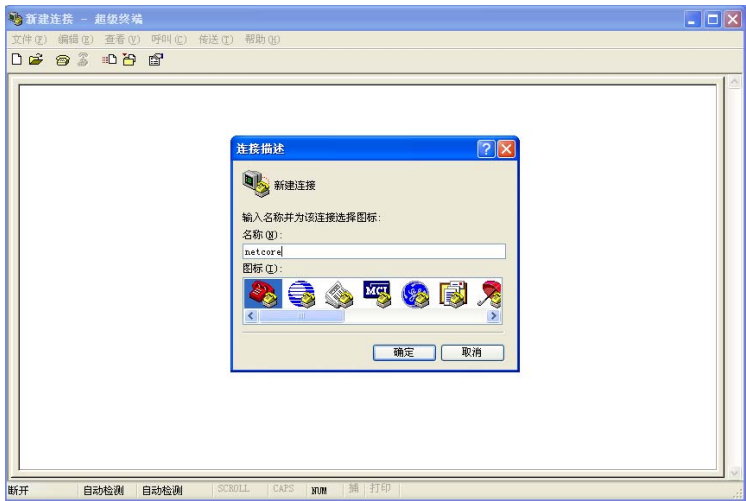 新建连接 - 超级终端
文件(F) 编辑(E) 查看(V) 呼叫(C) 传送(T) 帮助(H)
连接描述
新建连接
输入名称并为该连接选择图标:
名称(N):
netcore
图标(I):
MCI
确定 取消
断开 自动检测 自动检测 SCROLL CAPS NUM 捕 打印